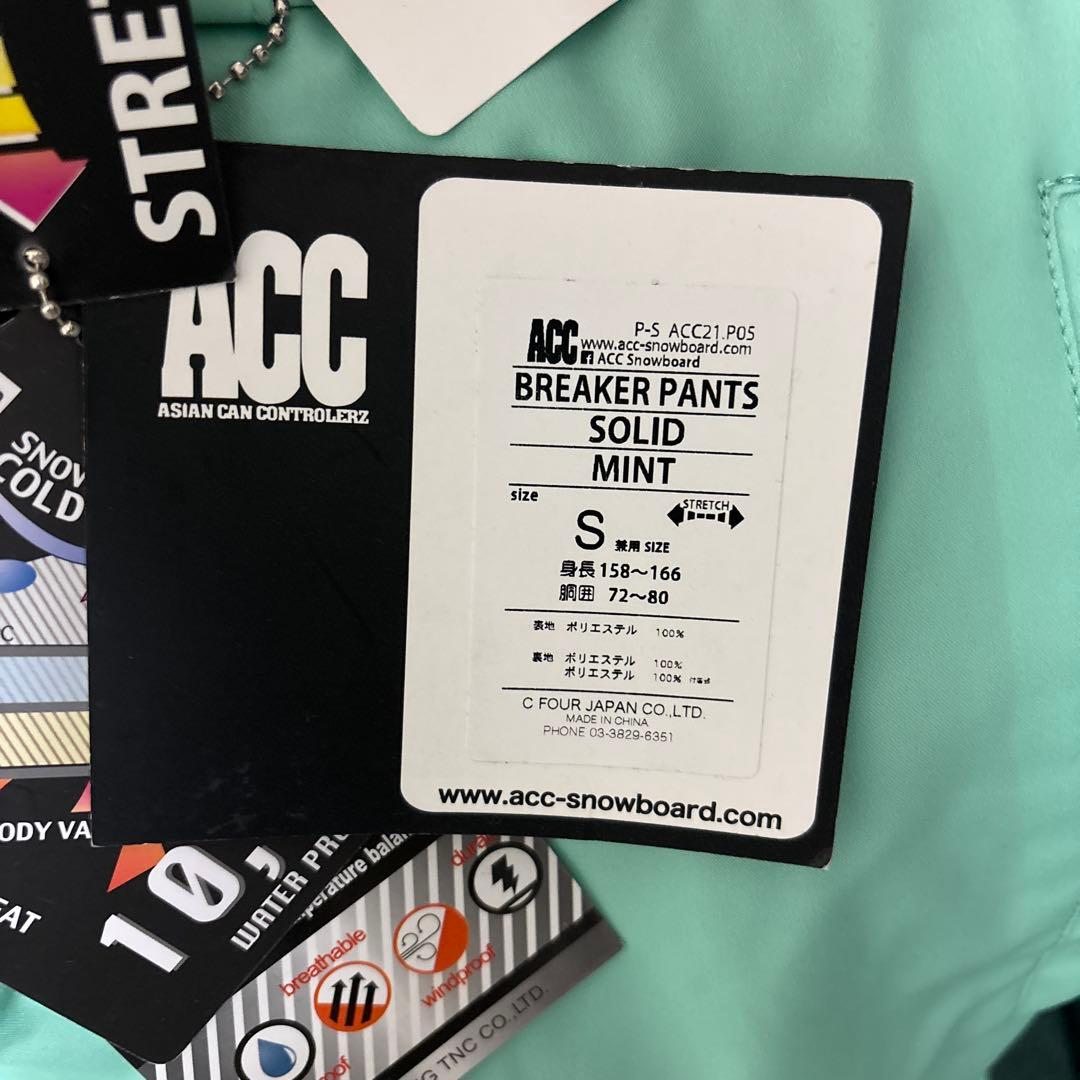 STRE
ACC
ASIAN CAN CONTROLERZ
SNOW
COLD
C
ODY VA
EAT
10,
WATER PRO
perature balan
ACC P-S ACC21.P05
www.acc-snowboard.com
ACC Snowboard
BREAKER PANTS
SOLID
MINT
size
STRETCH
S 兼用 SIZE
身長 158〜166
胴囲 72〜80
表地 ポリエステル 100%
裏地 ポリエステル 100%
ポリエステル 100%
C FOUR JAPAN CO.,LTD.
MADE IN CHINA
PHONE 03-3829-6351
www.acc-snowboard.com
dura
breathable
windproof
oof
G TNC CO.,LTD.